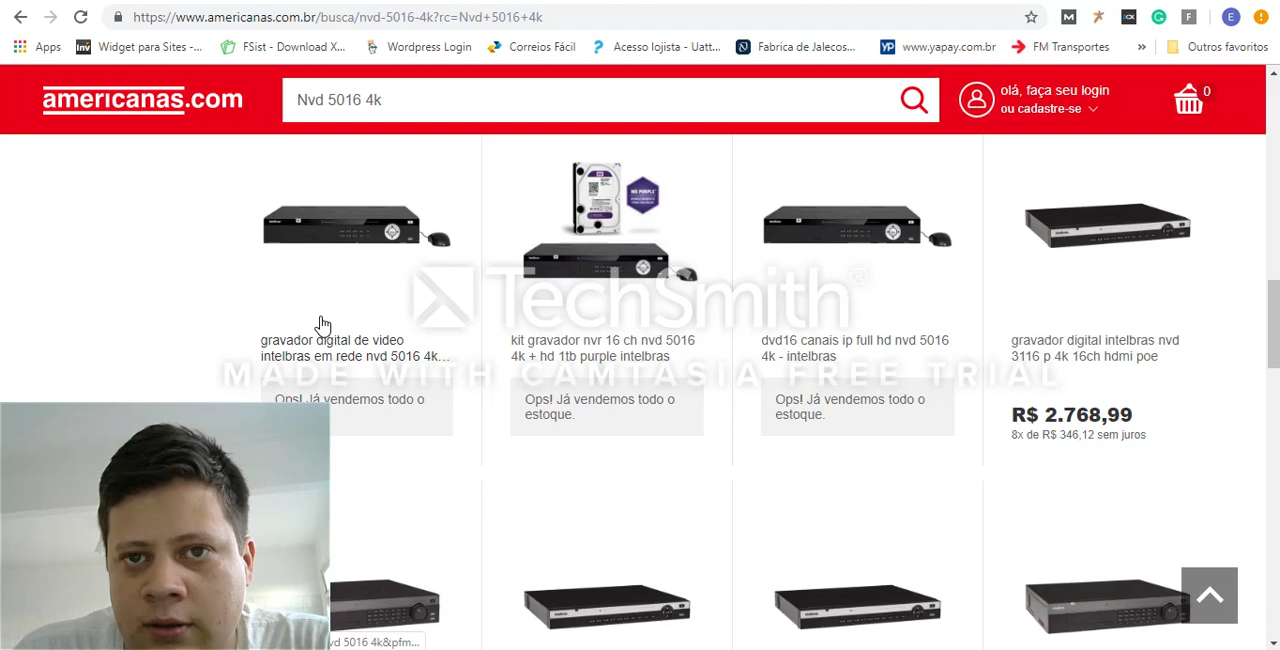 https://www.americanas.com.br/busca/nvd-5016-4k?rc=Nvd+5016+4k
E
Apps
Widget para Sites -...
FSist - Download X...
Wordpress Login
Correios Fácil
Acesso lojista - Uatt...
Fabrica de Jalecos...
www.yapay.com.br
FM Transportes
»
Outros favoritos
americanas.com
Nvd 5016 4k
olá, faça seu login
ou cadastre-se
0
TechSmith®
MADE WITH CAMTASIA FREE TRIAL
gravador digital de video
intelbras em rede nvd 5016 4k...
Ops! Já vendemos todo o
kit gravador nvr 16 ch nvd 5016
4k + hd 1tb purple intelbras
Ops! Já vendemos todo o
estoque.
dvd16 canais ip full hd nvd 5016
4k - intelbras
Ops! Já vendemos todo o
estoque.
gravador digital intelbras nvd
3116 p 4k 16ch hdmi poe
R$ 2.768,99
8x de R$ 346,12 sem juros
vd 5016 4k&pfm...